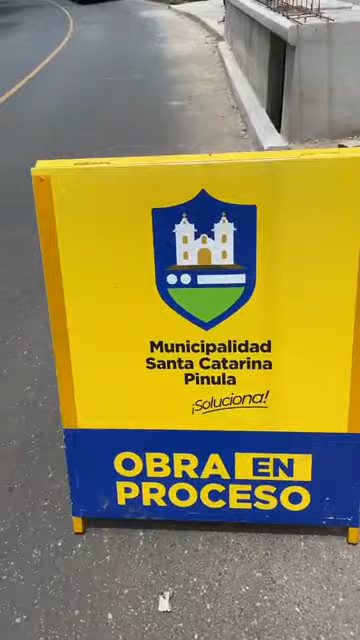 Municipalidad
Santa Catarina
Pinula
¡Soluciona!
OBRA EN
PROCESO